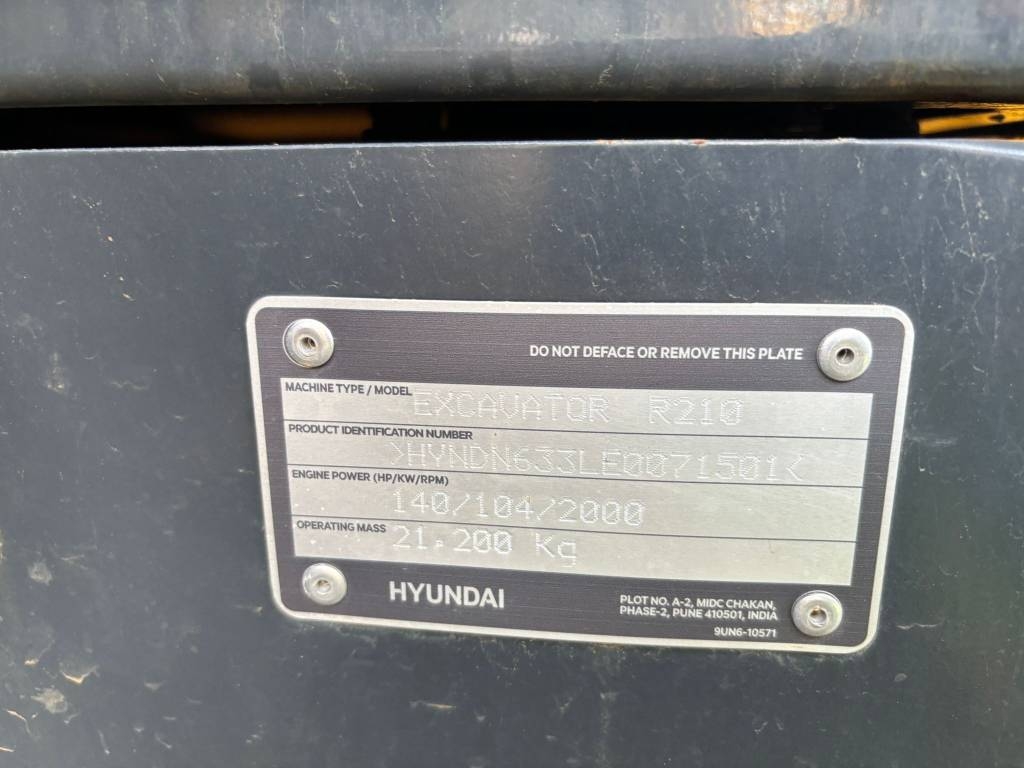 DO NOT DEFACE OR REMOVE THIS PLATE
MACHINE TYPE / MODEL EXCAVATOR R210
PRODUCT IDENTIFICATION NUMBER >HYNDN633LE0071501<
ENGINE POWER (HP/KW/RPM) 140/104/2000
OPERATING MASS 21.200 Kg
HYUNDAI
PLOT NO. A-2, MIDC CHAKAN,
PHASE-2, PUNE 410501, INDIA
9UN6-10571